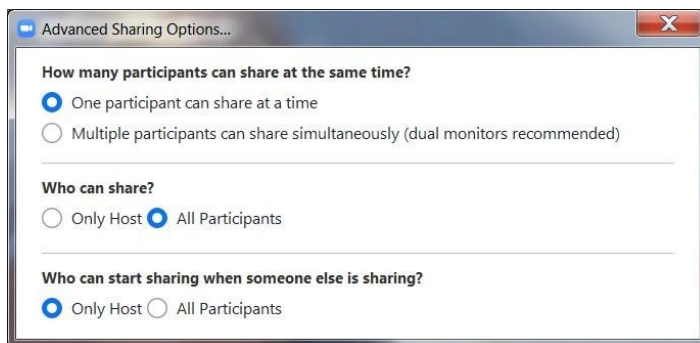 Advanced Sharing Options...
How many participants can share at the same time?
One participant can share at a time
Multiple participants can share simultaneously (dual monitors recommended)
Who can share?
Only Host All Participants
Who can start sharing when someone else is sharing?
Only Host All Participants